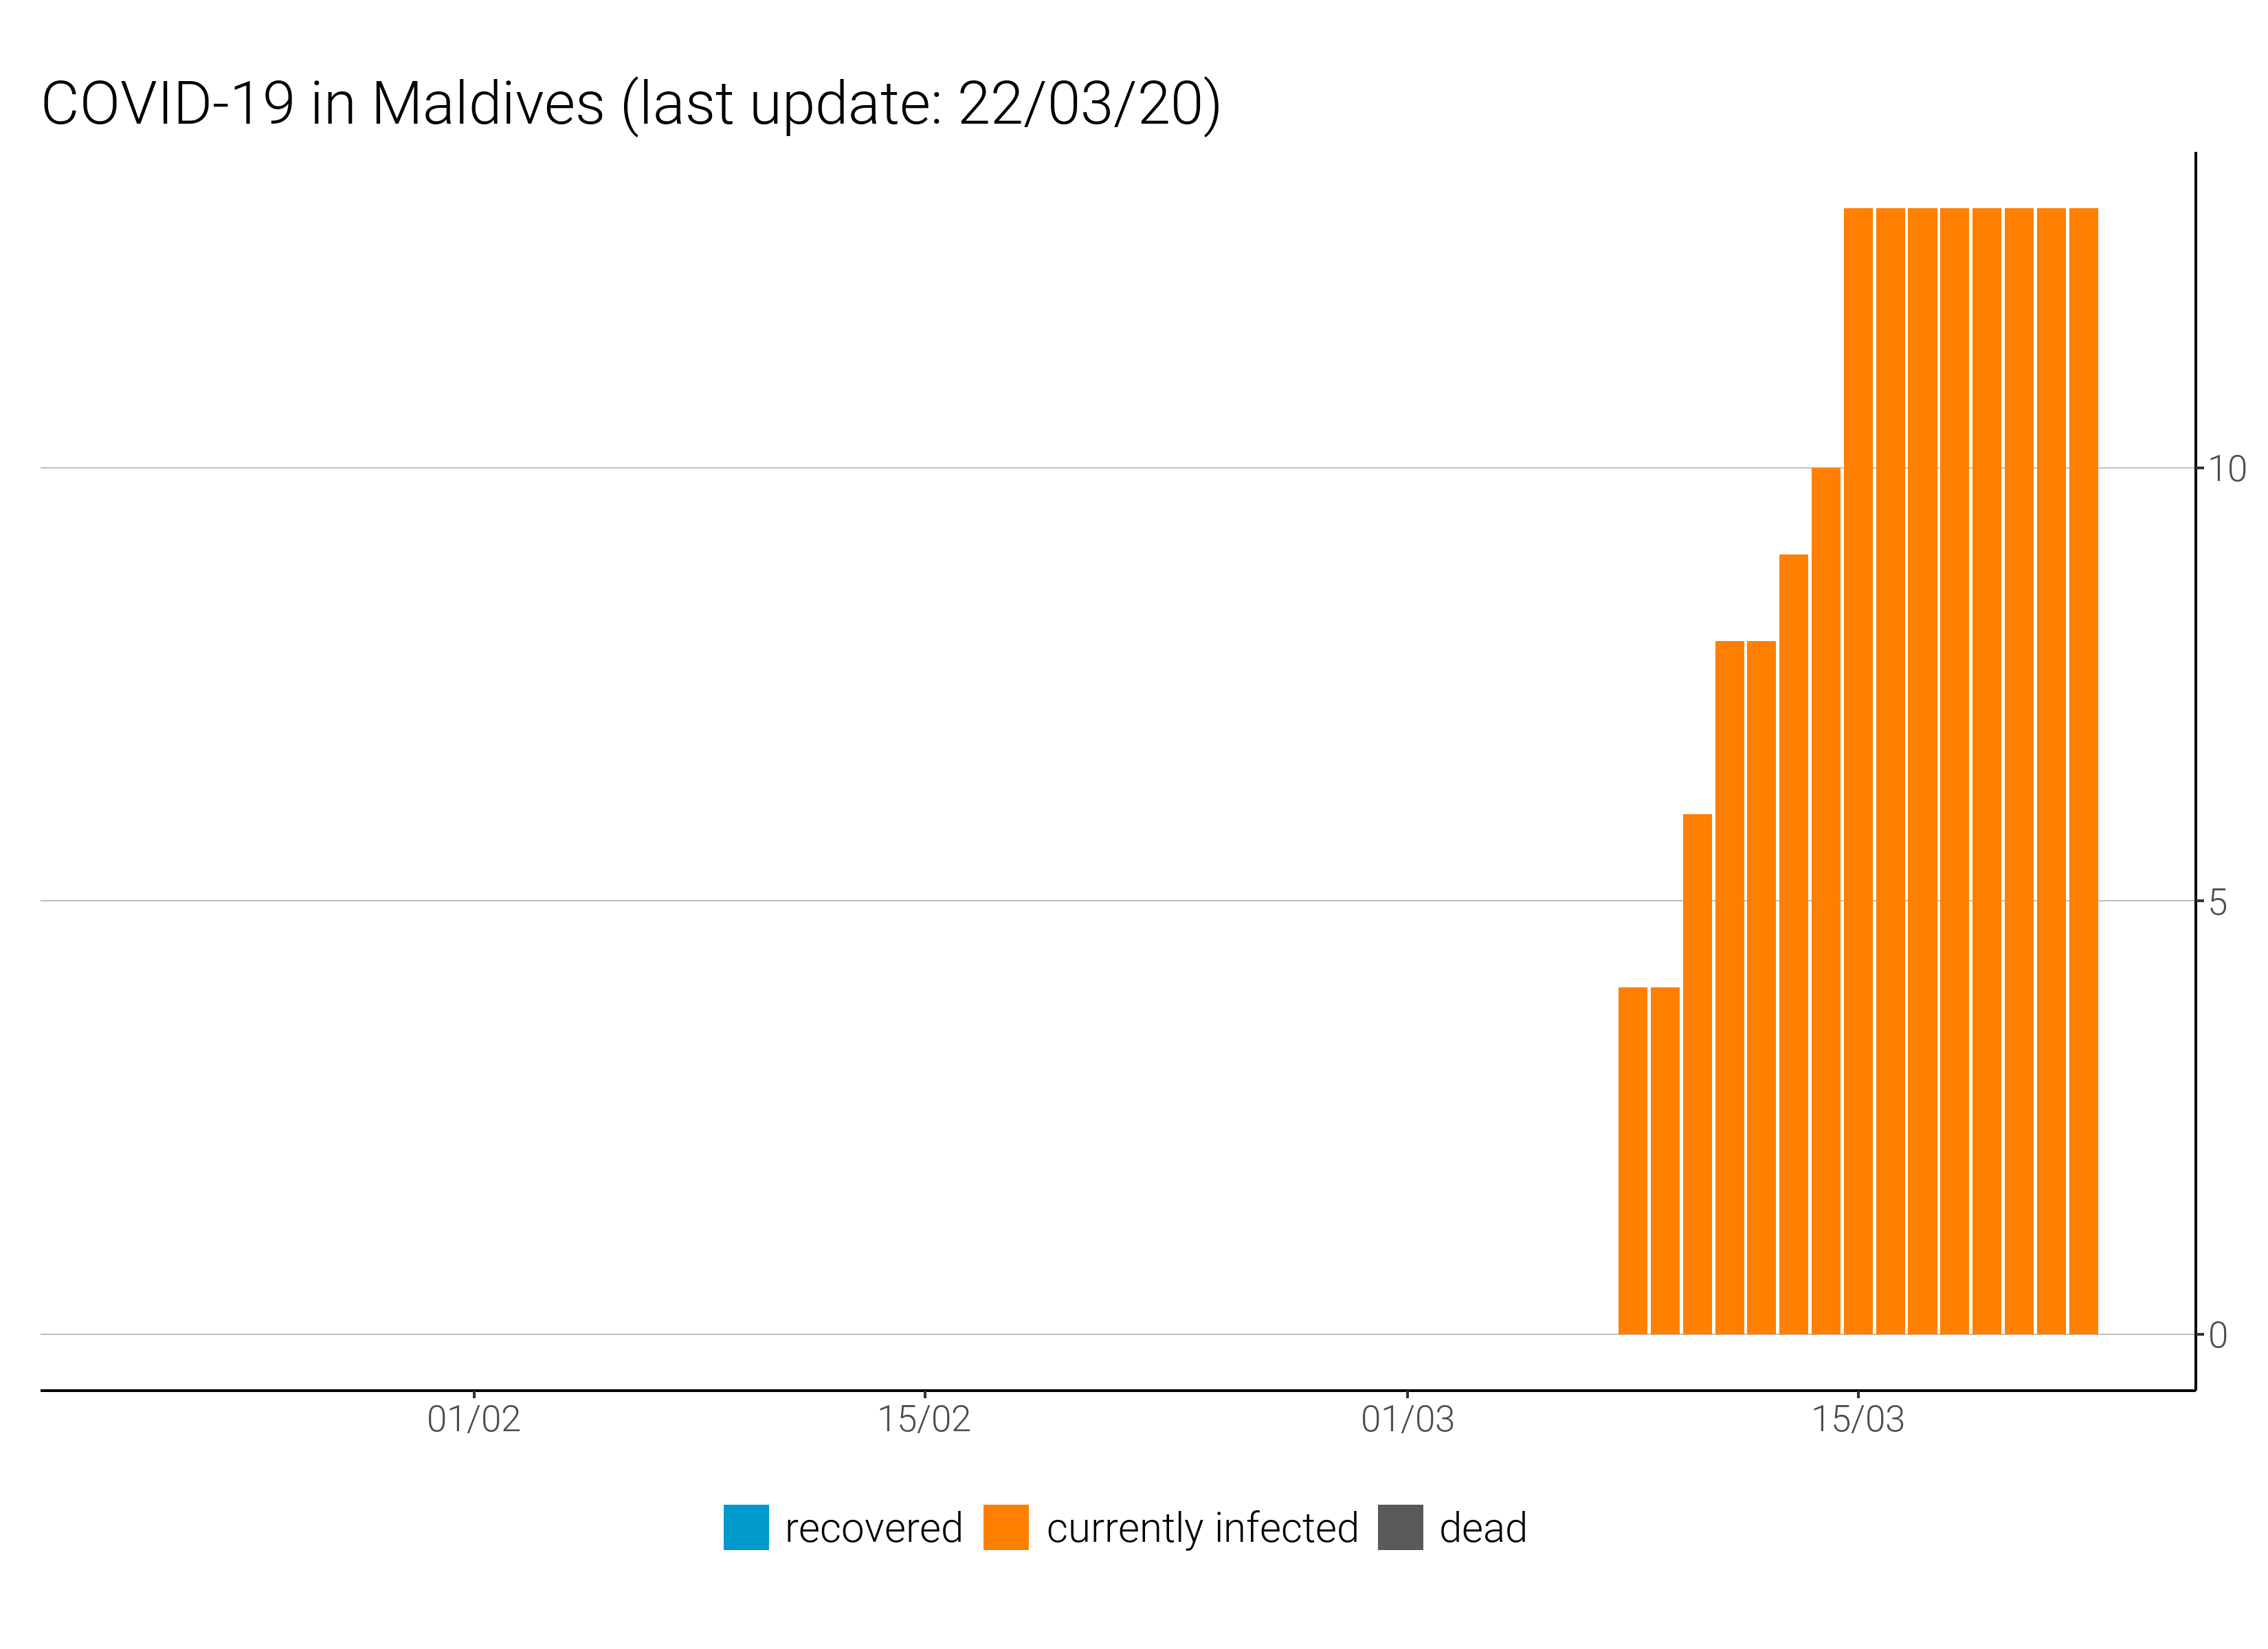 COVID-19 in Maldives (last update: 22/03/20)
10
5
0
01/02 15/02 01/03 15/03
recovered currently infected dead